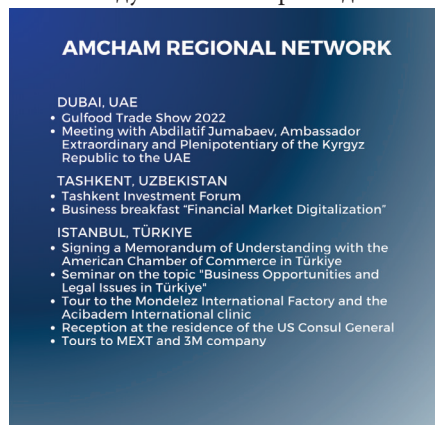 AMCHAM REGIONAL NETWORK
DUBAI, UAE
• Gulfood Trade Show 2022
• Meeting with Abdilatif Jumabaev, Ambassador
Extraordinary and Plenipotentiary of the Kyrgyz
Republic to the UAE
TASHKENT, UZBEKISTAN
• Tashkent Investment Forum
• Business breakfast “Financial Market Digitalization”
ISTANBUL, TÜRKIYE
• Signing a Memorandum of Understanding with the
American Chamber of Commerce in Türkiye
• Seminar on the topic "Business Opportunities and
Legal Issues in Türkiye"
• Tour to the Mondelez International Factory and the
Acibadem International clinic
• Reception at the residence of the US Consul General
• Tours to MEXT and 3M company